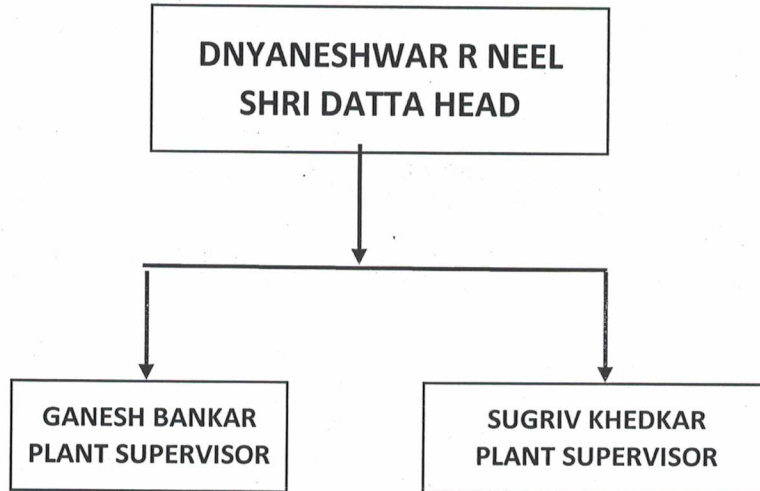 DNYANESHWAR R NEEL
SHRI DATTA HEAD
GANESH BANKAR
PLANT SUPERVISOR
SUGRIV KHEDKAR
PLANT SUPERVISOR